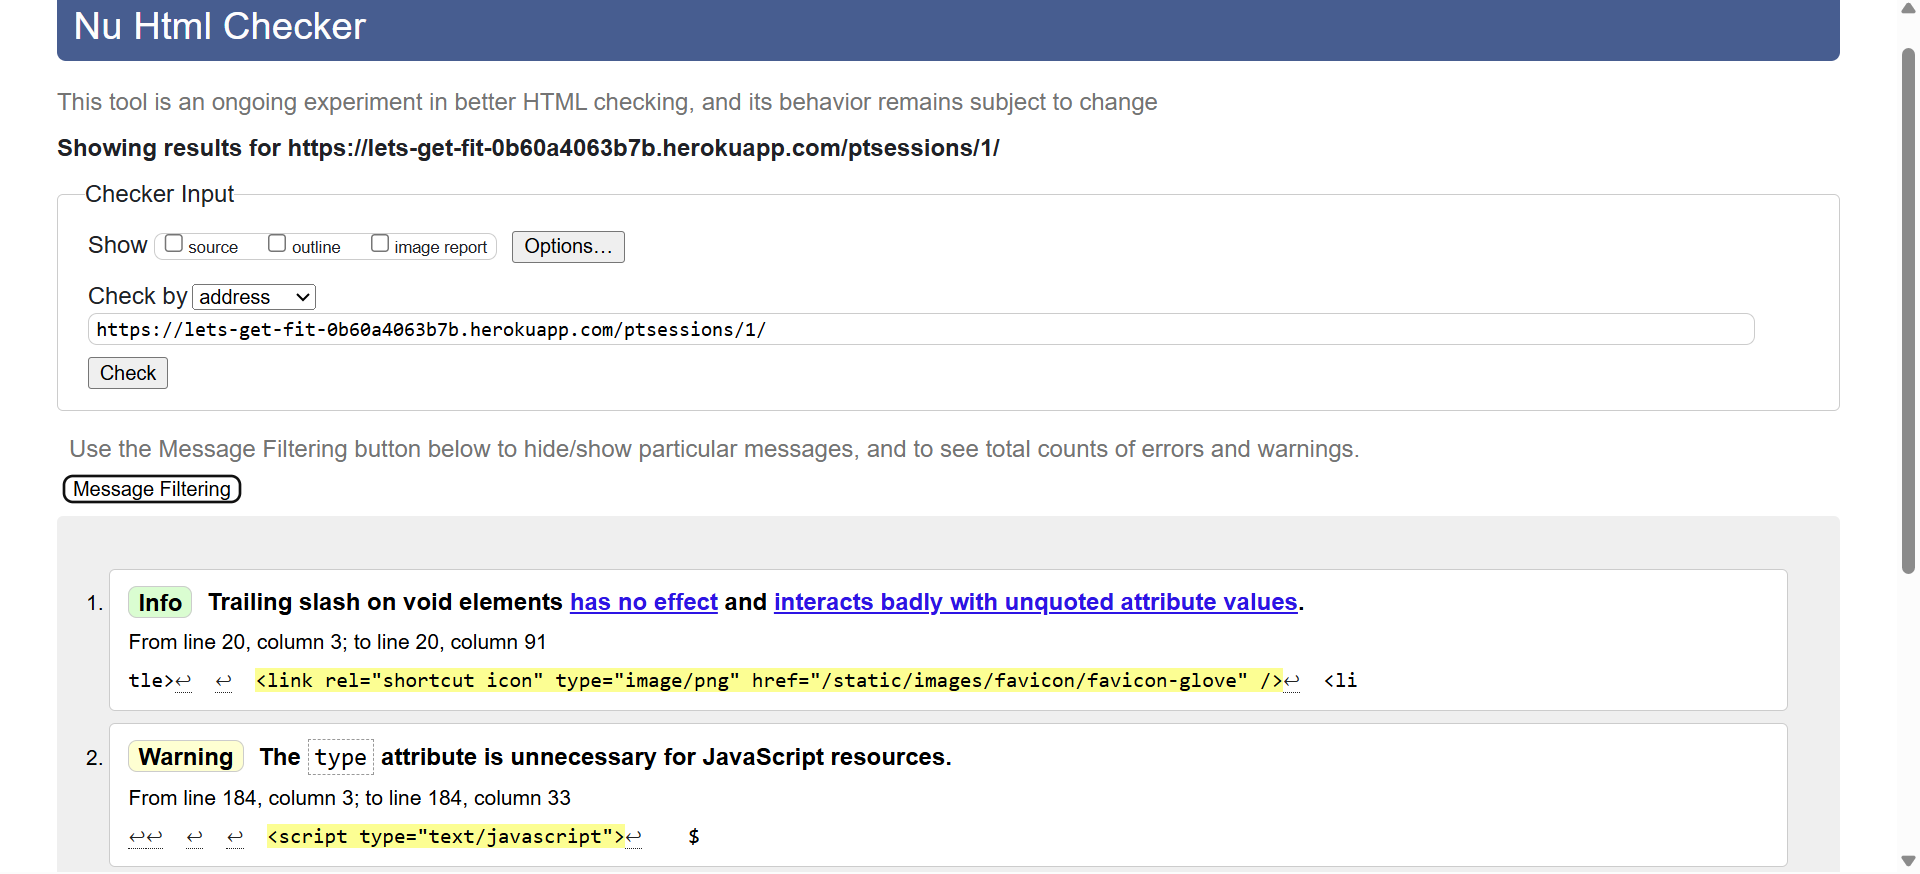 Nu Html Checker
This tool is an ongoing experiment in better HTML checking, and its behavior remains subject to change
Showing results for https://lets-get-fit-0b60a4063b7b.herokuapp.com/ptsessions/1/
Checker Input
Show source outline image report Options...
Check by address
https://lets-get-fit-0b60a4063b7b.herokuapp.com/ptsessions/1/
Check
Use the Message Filtering button below to hide/show particular messages, and to see total counts of errors and warnings.
Message Filtering
1. Info Trailing slash on void elements has no effect and interacts badly with unquoted attribute values.
From line 20, column 3; to line 20, column 91
tle>↩ ↩ <link rel="shortcut icon" type="image/png" href="/static/images/favicon/favicon-glove" />↩ <li
2. Warning The type attribute is unnecessary for JavaScript resources.
From line 184, column 3; to line 184, column 33
↩↩ ↩ ↩ <script type="text/javascript">↩ $